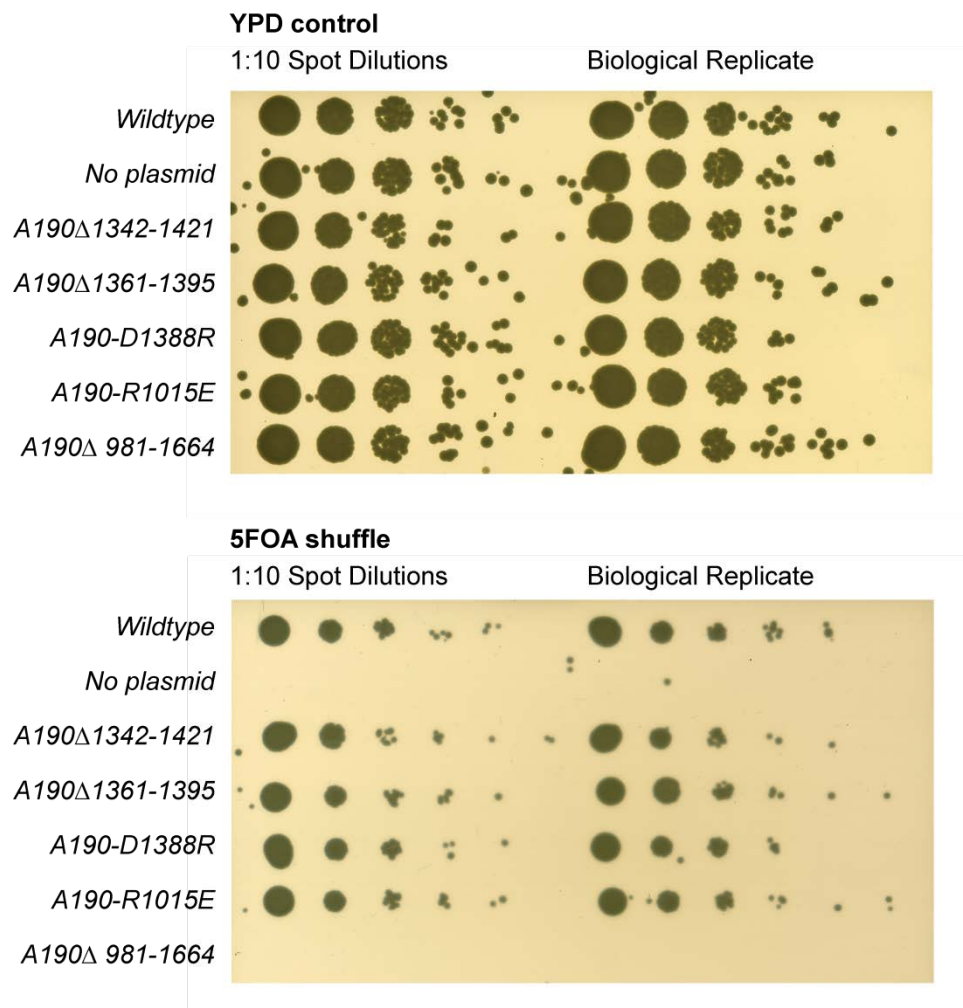 YPD control
1:10 Spot Dilutions Biological Replicate
Wildtype
No plasmid
A190Δ1342-1421
A190Δ1361-1395
A190-D1388R
A190-R1015E
A190Δ 981-1664
5FOA shuffle
1:10 Spot Dilutions Biological Replicate
Wildtype
No plasmid
A190Δ1342-1421
A190Δ1361-1395
A190-D1388R
A190-R1015E
A190Δ 981-1664